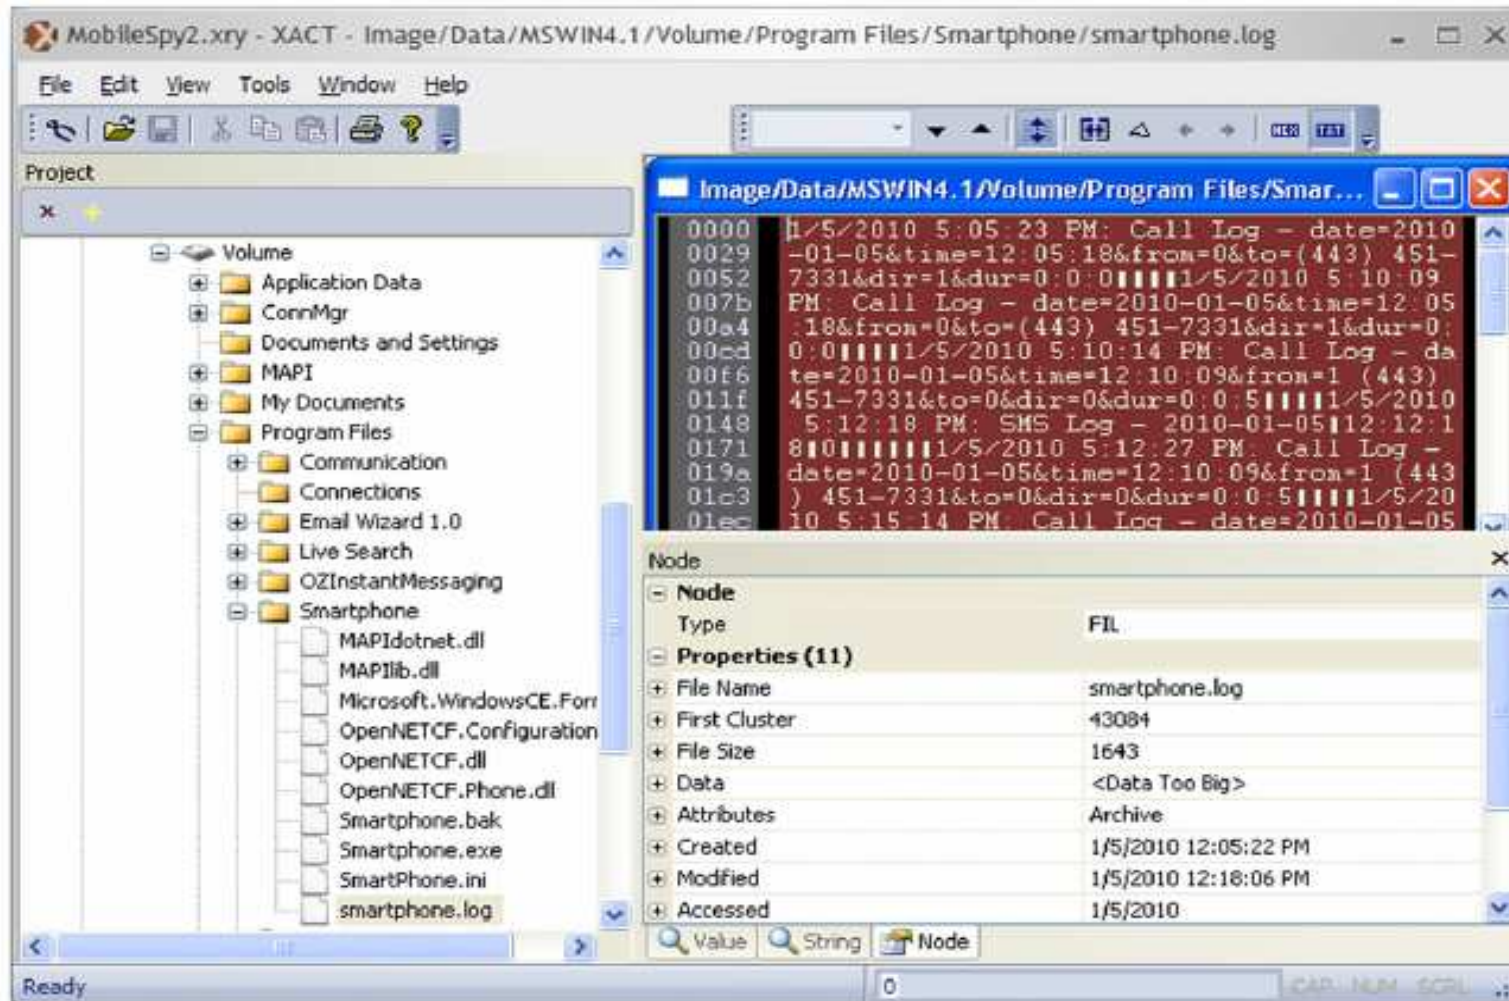 MobileSpy2.xry - XACT - Image/Data/MSWIN4.1/Volume/Program Files/Smartphone/smartphone.log
File Edit View Tools Window Help
HEX TXT
Project
Volume
Application Data
ConnMgr
Documents and Settings
MAPI
My Documents
Program Files
Communication
Connections
Email Wizard 1.0
Live Search
OZInstantMessaging
Smartphone
MAPIdotnet.dll
MAPIlib.dll
Microsoft.WindowsCE.Forr
OpenNETCF.Configuration
OpenNETCF.dll
OpenNETCF.Phone.dll
Smartphone.bak
Smartphone.exe
SmartPhone.ini
smartphone.log
Image/Data/MSWIN4.1/Volume/Program Files/Smar...
0000 1/5/2010 5:05:23 PM: Call Log - date=2010
0029 -01-05&time=12:05:18&from=0&to=(443) 451-
0052 7331&dir=1&dur=0:0:0▮▮▮▮1/5/2010 5:10:09
007b PM: Call Log - date=2010-01-05&time=12:05
00a4 :18&from=0&to=(443) 451-7331&dir=1&dur=0:
00cd 0:0▮▮▮▮1/5/2010 5:10:14 PM: Call Log - da
00f6 te=2010-01-05&time=12:10:09&from=1 (443)
011f 451-7331&to=0&dir=0&dur=0:0:5▮▮▮▮1/5/2010
0148 5:12:18 PM: SMS Log - 2010-01-05▮12:12:1
0171 8▮0▮▮▮▮▮▮1/5/2010 5:12:27 PM: Call Log -
019a date=2010-01-05&time=12:10:09&from=1 (443
01c3 ) 451-7331&to=0&dir=0&dur=0:0:5▮▮▮▮1/5/20
01ec 10 5:15:14 PM: Call Log - date=2010-01-05
Node
Node
Type FIL
Properties (11)
File Name smartphone.log
First Cluster 43084
File Size 1643
Data <Data Too Big>
Attributes Archive
Created 1/5/2010 12:05:22 PM
Modified 1/5/2010 12:18:06 PM
Accessed 1/5/2010
Value String Node
Ready 0 CAP NUM SCRL